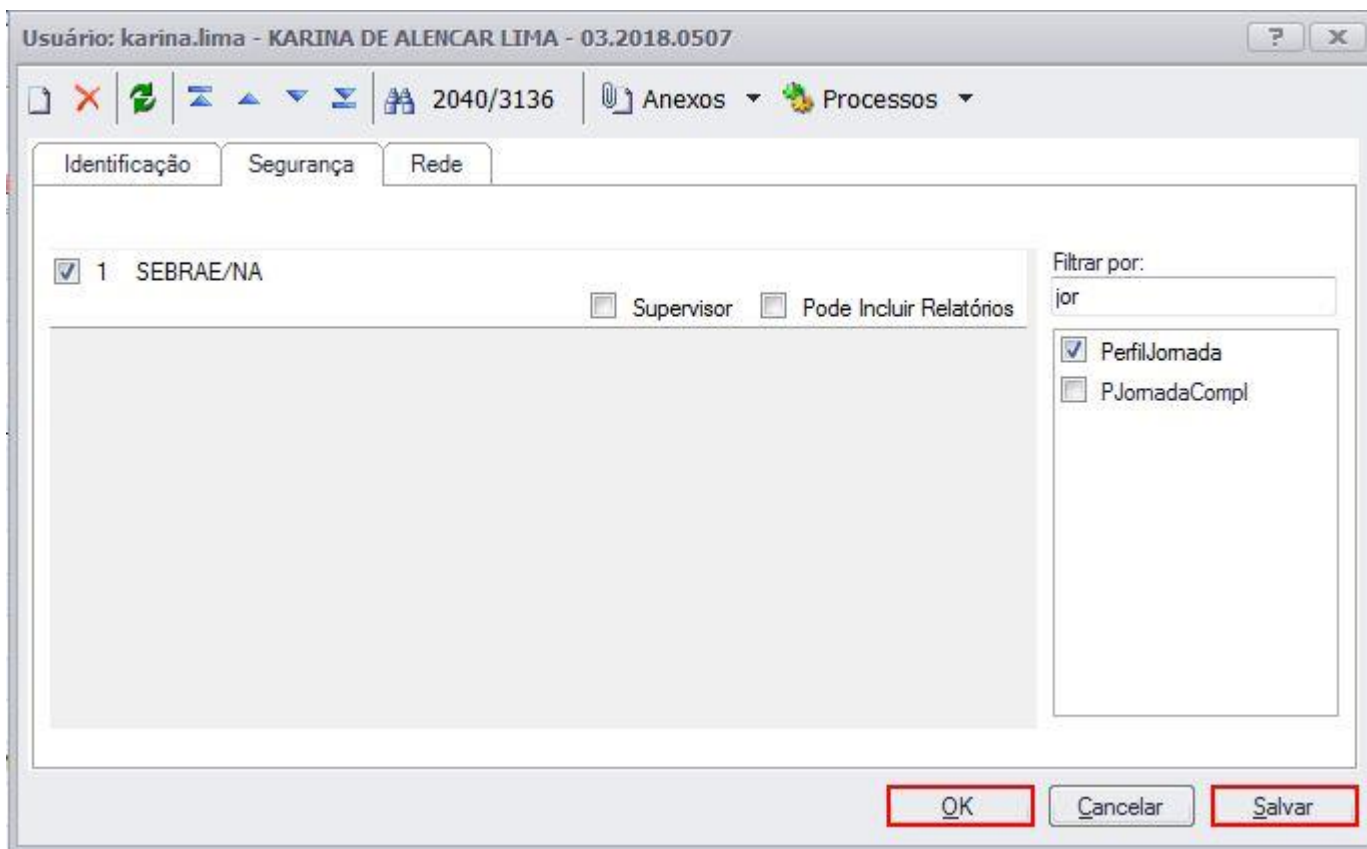 Usuário: karina.lima - KARINA DE ALENCAR LIMA - 03.2018.0507
2040/3136 Anexos Processos
Identificação Segurança Rede
1 SEBRAE/NA
Supervisor Pode Incluir Relatórios
Filtrar por:
jor
PerfilJornada
PJornadaCompl
OK Cancelar Salvar